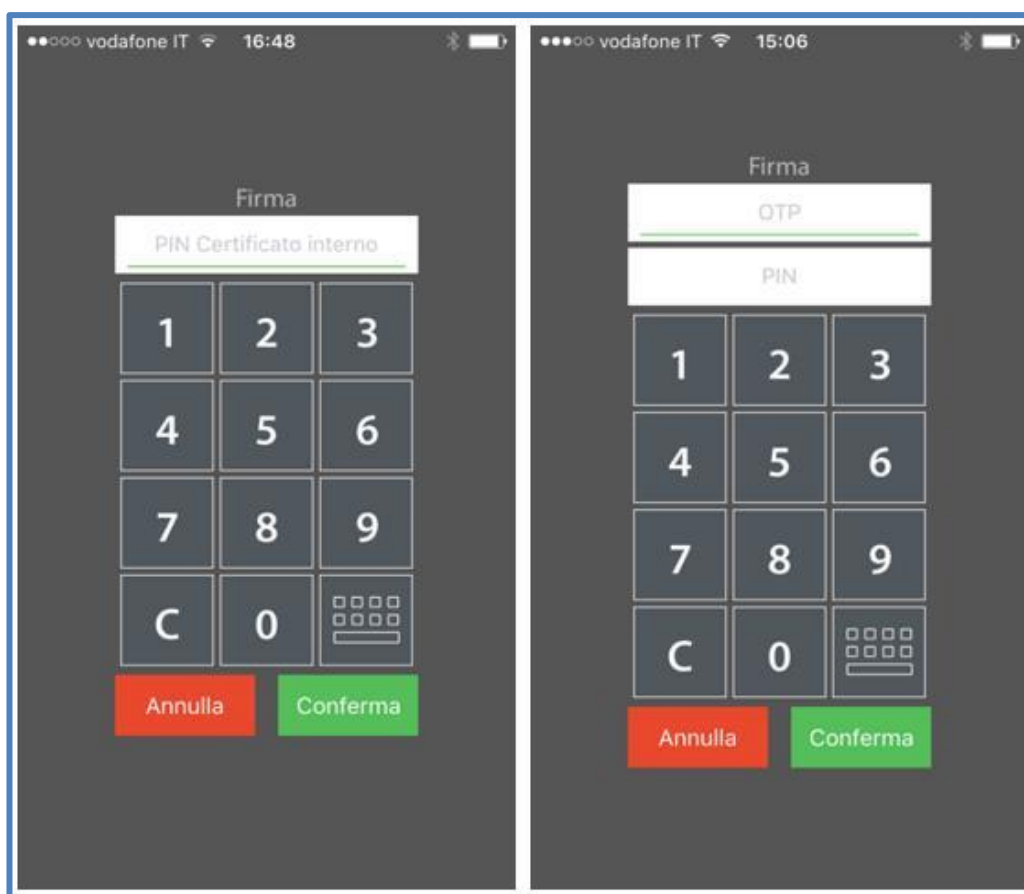 vodafone IT 16:48
Firma
PIN Certificato interno
1 2 3
4 5 6
7 8 9
C 0
Annulla Conferma
vodafone IT 15:06
Firma
OTP
PIN
1 2 3
4 5 6
7 8 9
C 0
Annulla Conferma